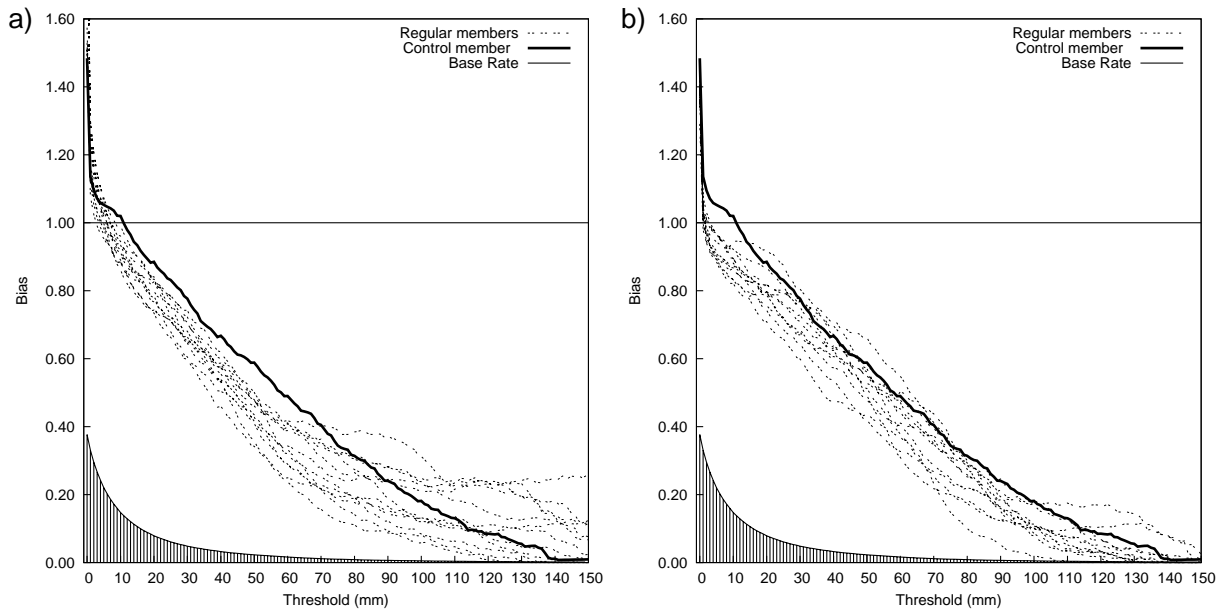 a)
Regular members
Control member
Base Rate
1.60
1.40
1.20
1.00
0.80
0.60
0.40
0.20
0.00
Bias
0 10 20 30 40 50 60 70 80 90 100 110 120 130 140 150
Threshold (mm)
b)
Regular members
Control member
Base Rate
1.60
1.40
1.20
1.00
0.80
0.60
0.40
0.20
0.00
Bias
0 10 20 30 40 50 60 70 80 90 100 110 120 130 140 150
Threshold (mm)